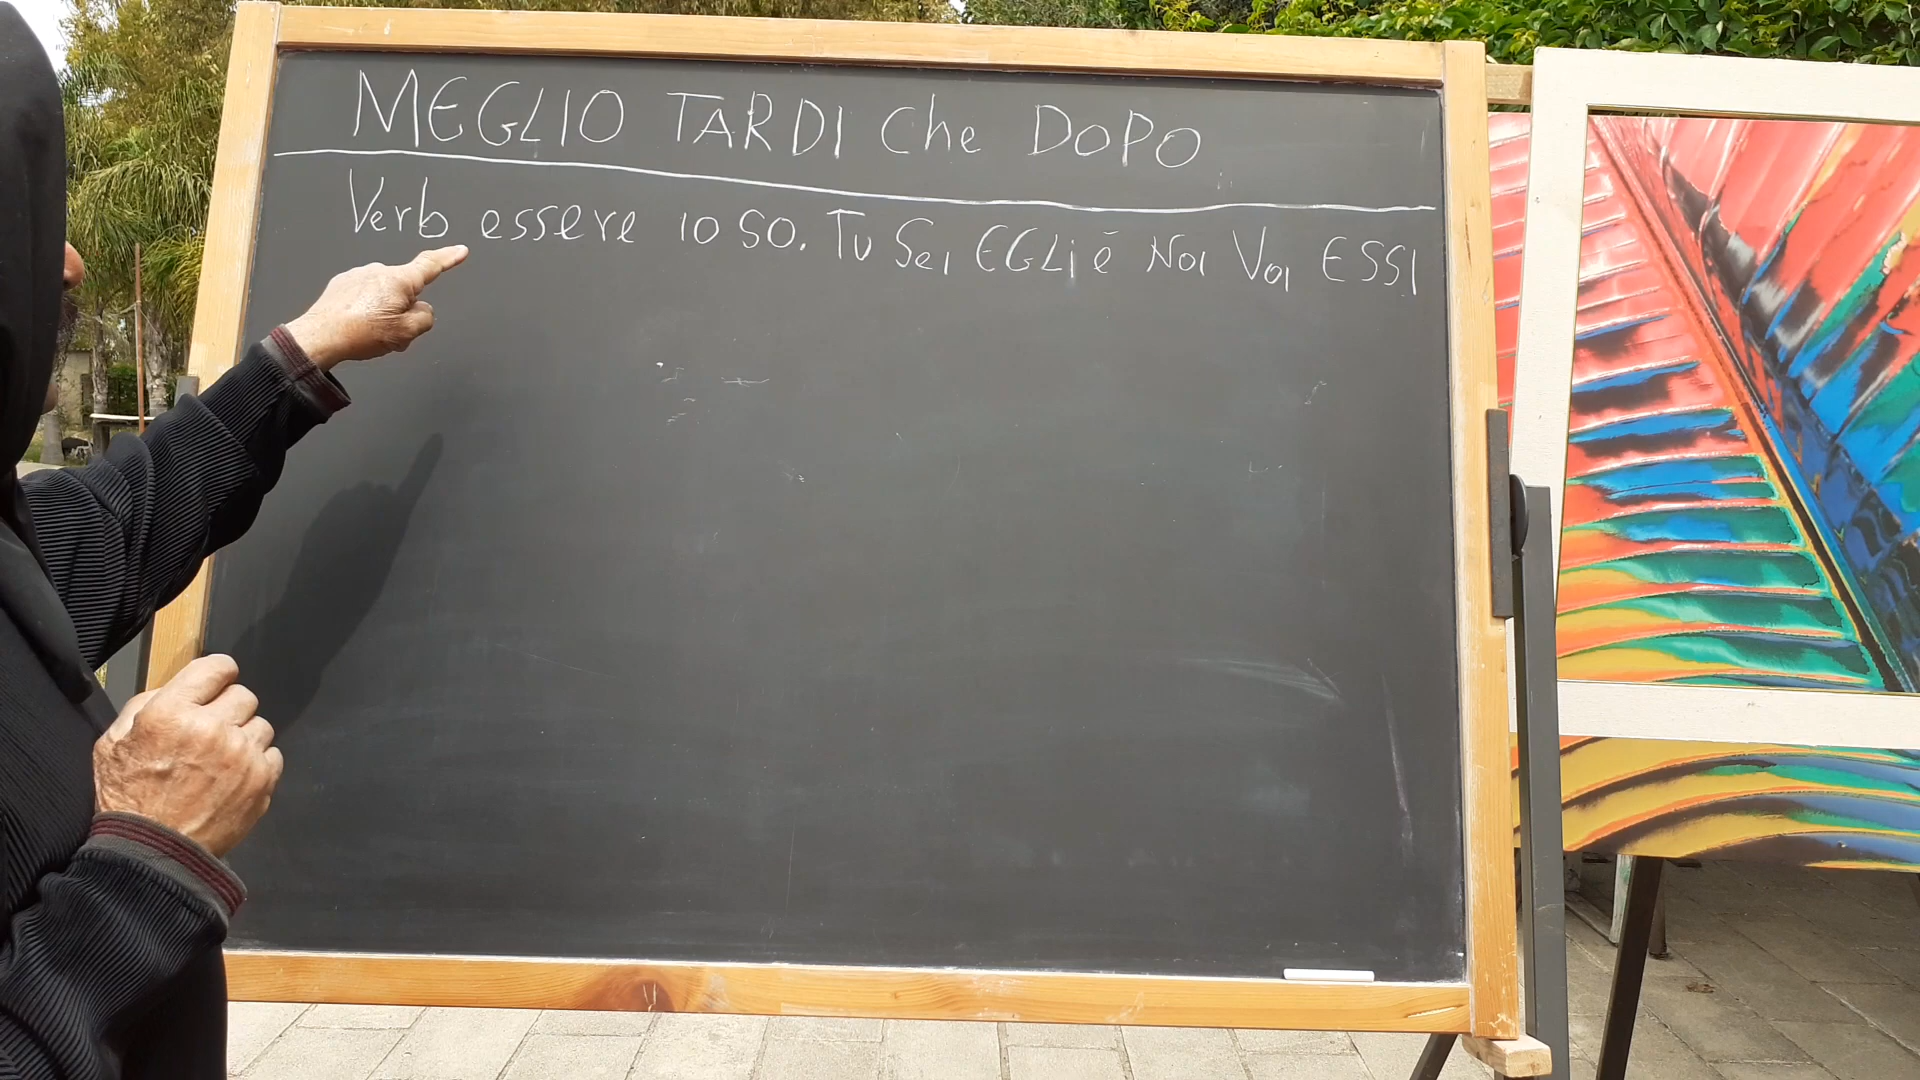 MEGLIO TARDI Che DOPO
Verb essere IO SO. TU Sei EGLi è NOI VOI ESSI